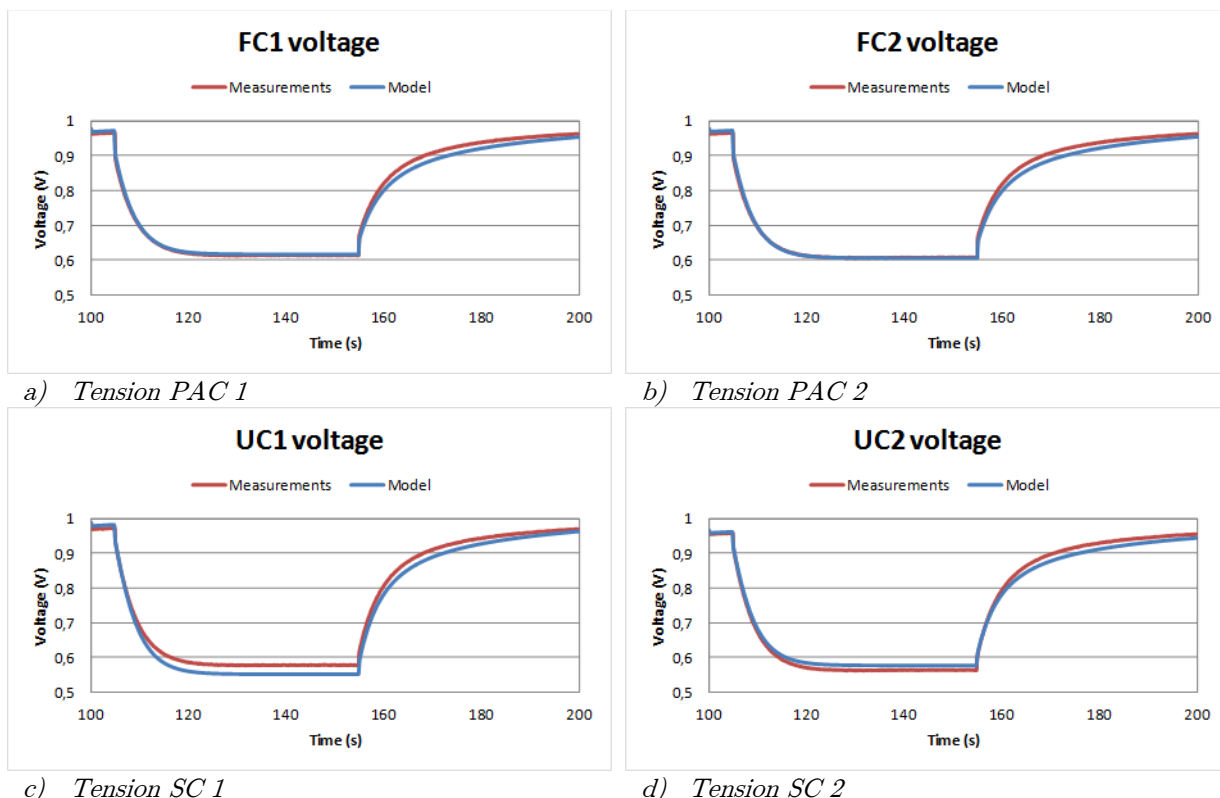 FC1 voltage
Measurements Model
1
0,9
0,8
0,7
0,6
0,5
Voltage (V)
100 120 140 160 180 200
Time (s)
a) Tension PAC 1
FC2 voltage
Measurements Model
1
0,9
0,8
0,7
0,6
0,5
Voltage (V)
100 120 140 160 180 200
Time (s)
b) Tension PAC 2
UC1 voltage
Measurements Model
1
0,9
0,8
0,7
0,6
0,5
Voltage (V)
100 120 140 160 180 200
Time (s)
c) Tension SC 1
UC2 voltage
Measurements Model
1
0,9
0,8
0,7
0,6
0,5
Voltage (V)
100 120 140 160 180 200
Time (s)
d) Tension SC 2